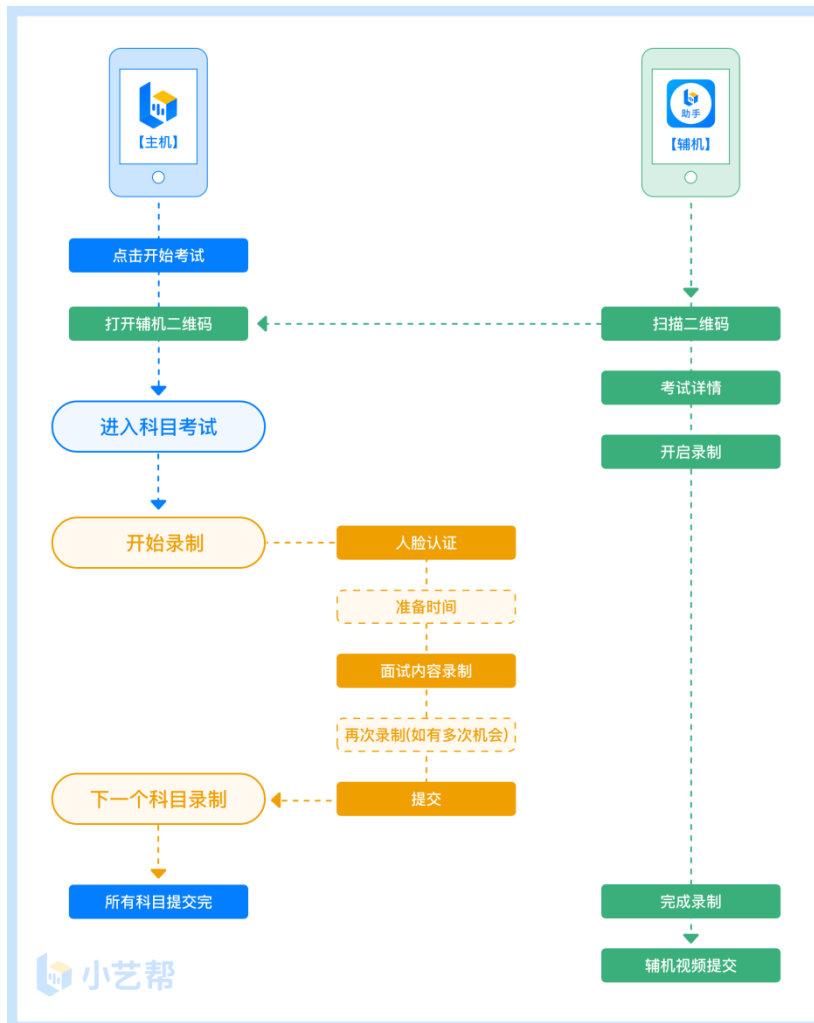 助手
【主机】
【辅机】
点击开始考试
打开辅机二维码
扫描二维码
考试详情
进入科目考试
开启录制
开始录制
人脸认证
准备时间
面试内容录制
再次录制(如有多次机会)
下一个科目录制
提交
所有科目提交完
完成录制
辅机视频提交
小艺帮